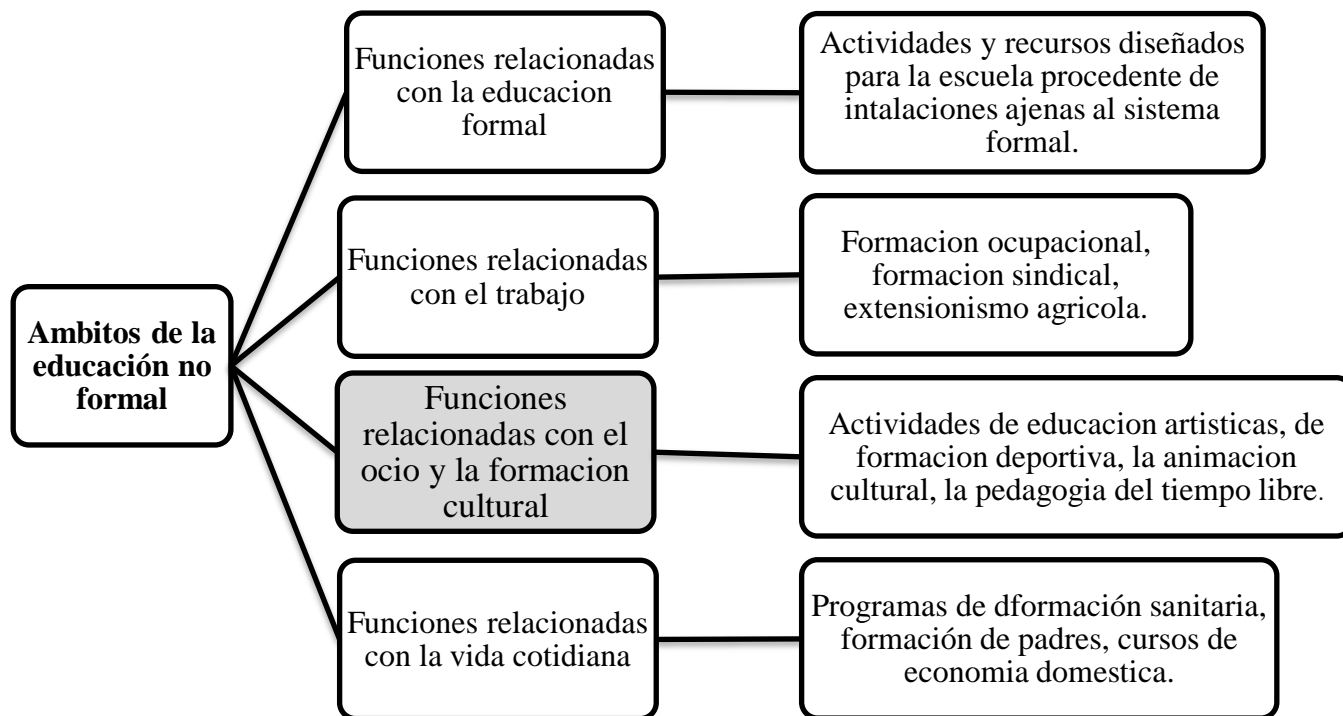 Funciones relacionadas
con la educacion
formal
Actividades y recursos diseñados
para la escuela procedente de
intalaciones ajenas al sistema
formal.
Funciones relacionadas
con el trabajo
Formacion ocupacional,
formacion sindical,
extensionismo agricola.
Ambitos de la
educación no
formal
Funciones
relacionadas con el
ocio y la formacion
cultural
Actividades de educacion artisticas, de
formacion deportiva, la animacion
cultural, la pedagogia del tiempo libre.
Funciones relacionadas
con la vida cotidiana
Programas de dformación sanitaria,
formación de padres, cursos de
economia domestica.